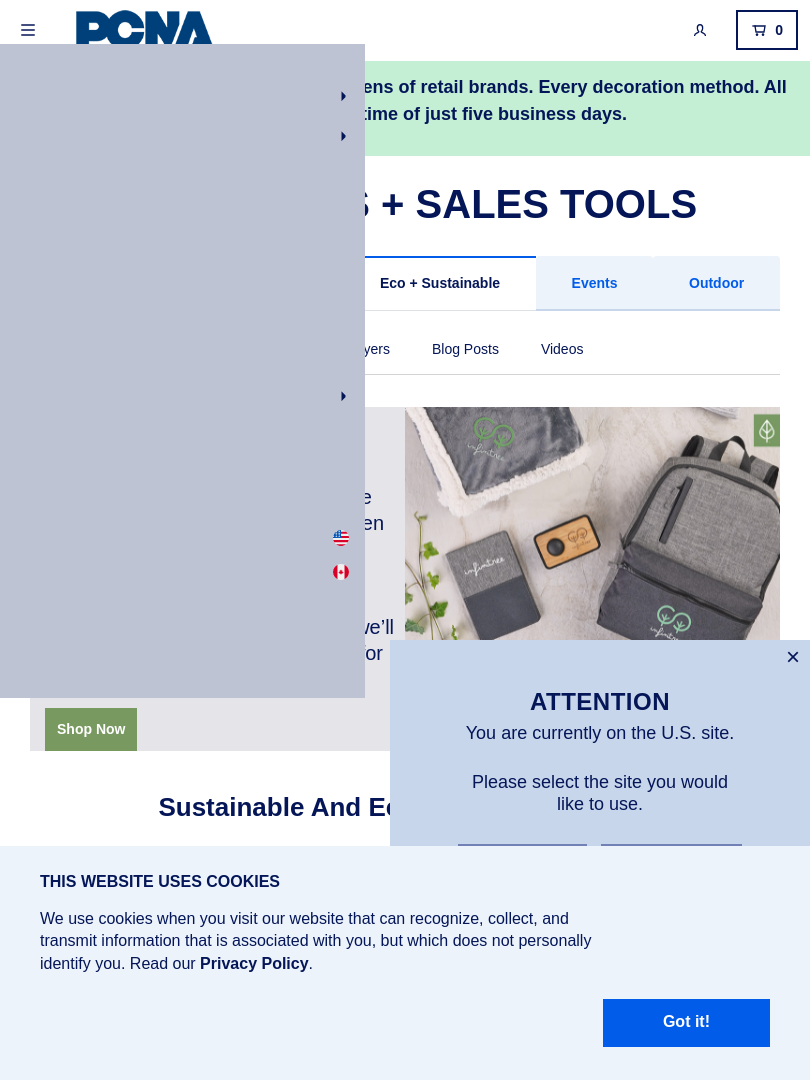 PCNA
0
ens of retail brands. Every decoration method. All
time of just five business days.
+ SALES TOOLS
Eco + Sustainable
Events
Outdoor
yers
Blog Posts
Videos
infinitree
e
en
infinitree
infinitree
we'll
or
Shop Now
×
ATTENTION
You are currently on the U.S. site.
Please select the site you would
like to use.
Sustainable And
THIS WEBSITE USES COOKIES
We use cookies when you visit our website that can recognize, collect, and
transmit information that is associated with you, but which does not personally
identify you. Read our Privacy Policy.
Got it!